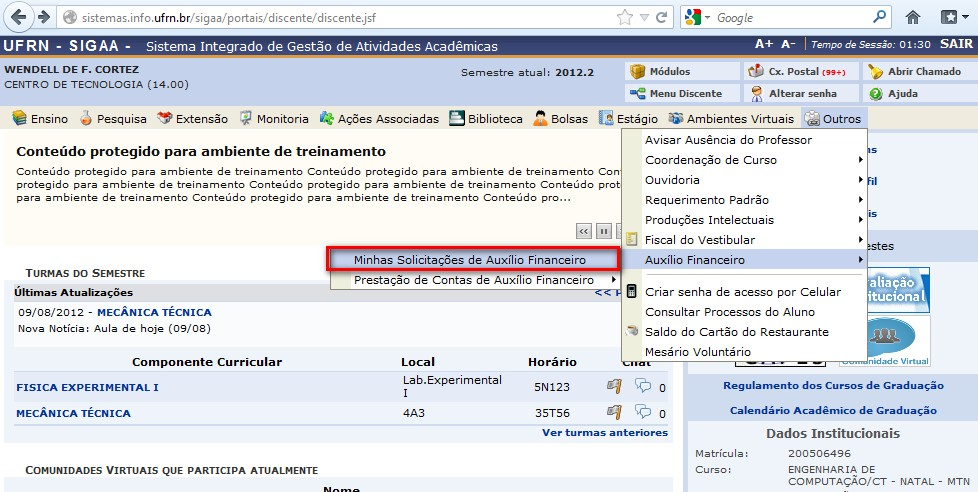 sistemas.info.ufrn.br/sigaa/portais/discente/discente.jsf
Google
UFRN - SIGAA - Sistema Integrado de Gestão de Atividades Acadêmicas
A+ A- Tempo de Sessão: 01:30 SAIR
WENDELL DE F. CORTEZ
CENTRO DE TECNOLOGIA (14.00)
Semestre atual: 2012.2
Módulos Cx. Postal (99+) Abrir Chamado
Menu Discente Alterar senha Ajuda
Ensino Pesquisa Extensão Monitoria Ações Associadas Biblioteca Bolsas Estágio Ambientes Virtuais Outros
Avisar Ausência do Professor
Coordenação de Curso
Ouvidoria
Requerimento Padrão
Produções Intelectuais
Fiscal do Vestibular
Auxílio Financeiro
Criar senha de acesso por Celular
Consultar Processos do Aluno
Saldo do Cartão do Restaurante
Mesário Voluntário
Minhas Solicitações de Auxílio Financeiro
Prestação de Contas de Auxílio Financeiro
Conteúdo protegido para ambiente de treinamento
Conteúdo protegido para ambiente de treinamento Conteúdo protegido para ambiente de treinamento Con
protegido para ambiente de treinamento Conteúdo protegido para ambiente de treinamento Conteúdo prot
para ambiente de treinamento Conteúdo protegido para ambiente de treinamento Conteúdo pro...
TURMAS DO SEMESTRE
Últimas Atualizações
<< P
09/08/2012 - MECÂNICA TÉCNICA
Nova Notícia: Aula de hoje (09/08)
Componente Curricular Local Horário Chat
FISICA EXPERIMENTAL I Lab.Experimental
I 5N123 0
MECÂNICA TÉCNICA 4A3 35T56 0
Ver turmas anteriores
COMUNIDADES VIRTUAIS QUE PARTICIPA ATUALMENTE
Nome
stes
aliação
titucional
Comunidade Virtual
Regulamento dos Cursos de Graduação
Calendário Acadêmico de Graduação
Dados Institucionais
Matrícula: 200506496
Curso: ENGENHARIA DE
COMPUTAÇÃO/CT - NATAL - MTN